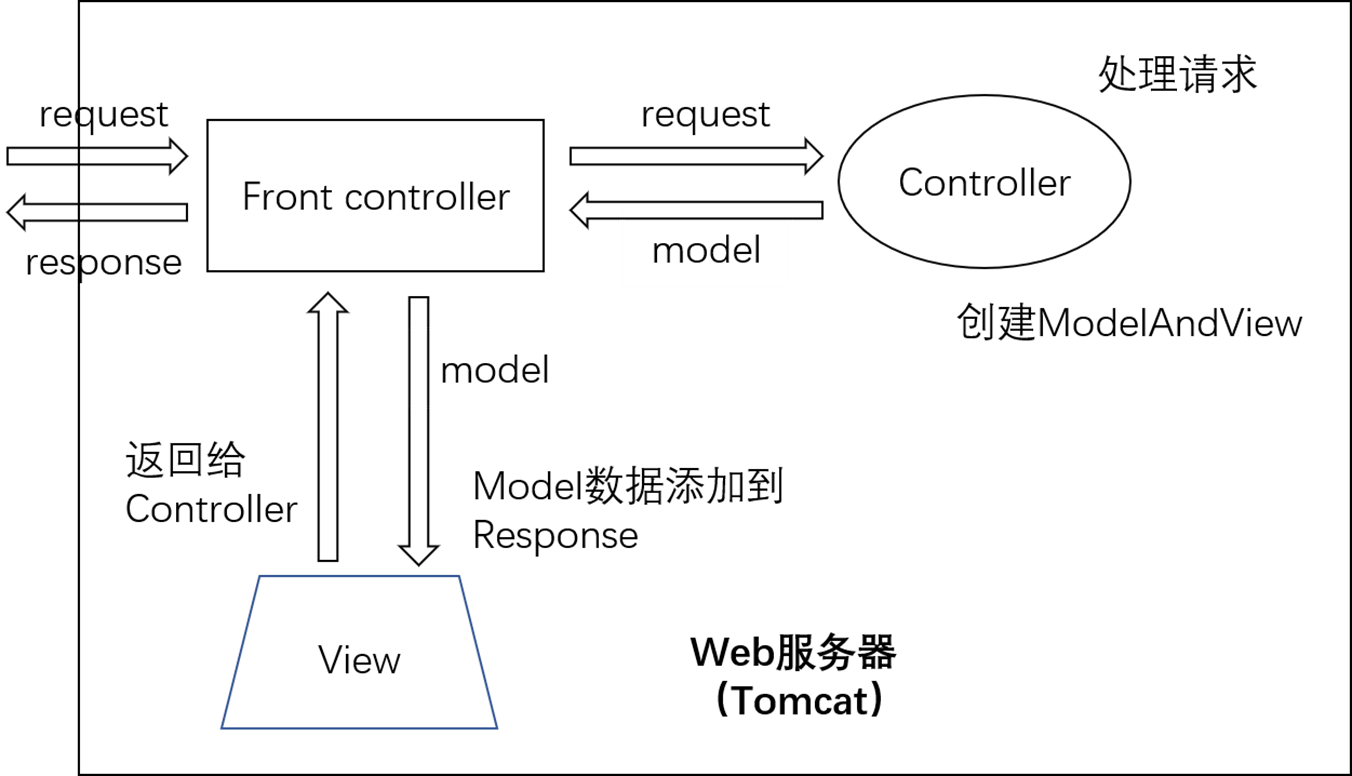 处理请求
request
request
Front controller
Controller
response
model
创建ModelAndView
model
返回给
Controller
Model数据添加到
Response
View
Web服务器
（Tomcat）